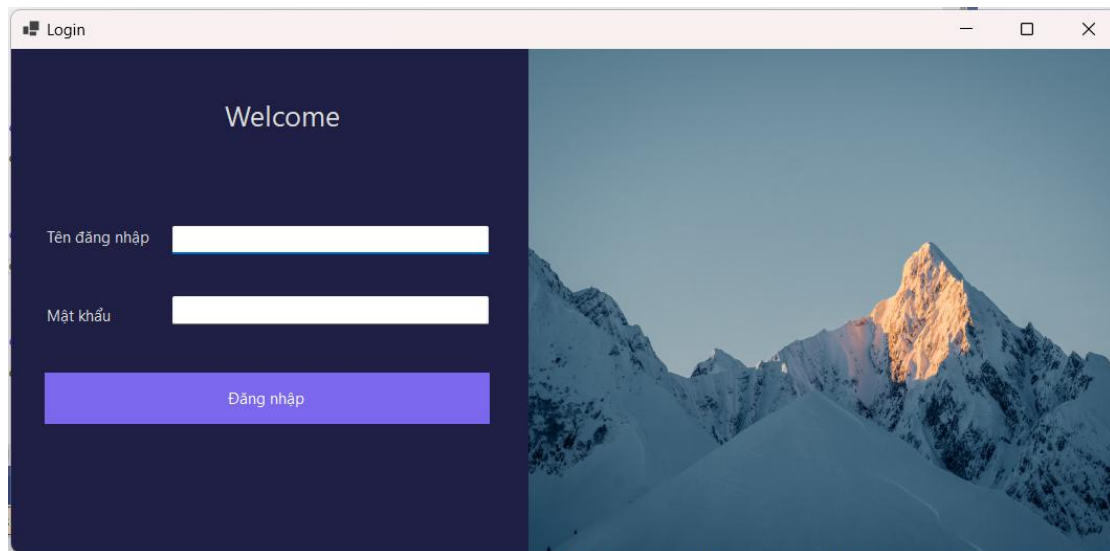 Login
Welcome
Tên đăng nhập
Mật khẩu
Đăng nhập